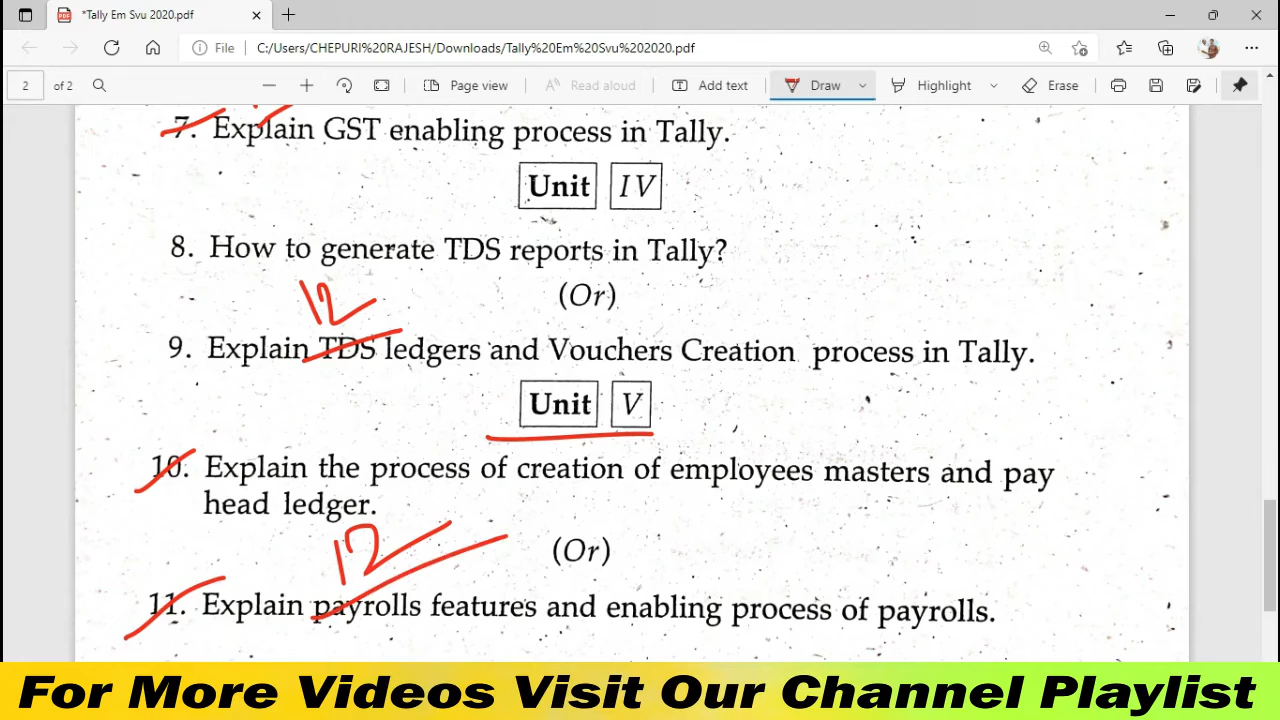 *Tally Em Svu 2020.pdf
File C:/Users/CHEPURI%20RAJESH/Downloads/Tally%20Em%20Svu%202020.pdf
2 of 2 Page view Read aloud Add text Draw Highlight Erase
7. Explain GST enabling process in Tally.
Unit IV
8. How to generate TDS reports in Tally?
(Or)
12
9. Explain TDS ledgers and Vouchers Creation process in Tally.
Unit V
10. Explain the process of creation of employees masters and pay
head ledger.
12
(Or)
11. Explain payrolls features and enabling process of payrolls.
For More Videos Visit Our Channel Playlist